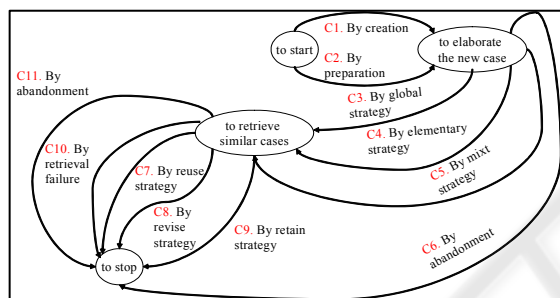 C1. By creation
to start
C2. By
preparation
to elaborate
the new case
C11. By
abandonment
C3. By global
strategy
to retrieve
similar cases
C4. By elementary
strategy
C10. By
retrieval
failure
C7. By reuse
strategy
C5. By mixt
strategy
C8. By
revise
strategy
C9. By retain
strategy
C6. By
abandonment
to stop